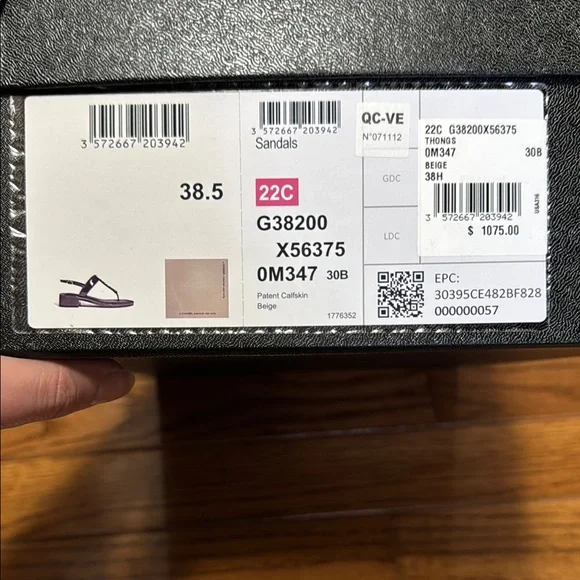 3 572667 203942
38.5
3 572667 203942
Sandals
22C
G38200
X56375
0M347 30B
Patent Calfskin
Beige
1776352
QC-VE
N°071112
GDC
LDC
22C G38200X56375
THONGS
0M347 30B
BEIGE
38H
3 572667 203942
USA216
$ 1075.00
EPC:
30395CE482BF828
000000057